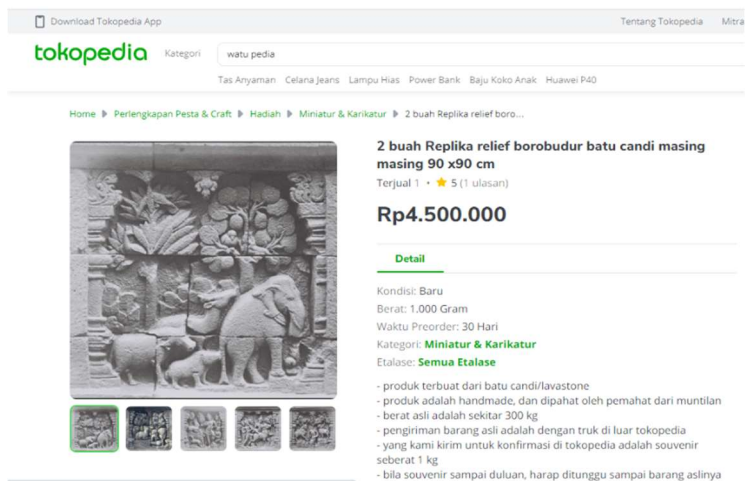 Download Tokopedia App
Tentang Tokopedia Mitra
tokopedia Kategori watu pedia
Tas Anyaman Celana Jeans Lampu Hias Power Bank Baju Koko Anak Huawei P40
Home Perlengkapan Pesta & Craft Hadiah Miniatur & Karikatur 2 buah Replika relief boro...
2 buah Replika relief borobudur batu candi masing
masing 90 x90 cm
Terjual 1 • 5 (1 ulasan)
Rp4.500.000
Detail
Kondisi: Baru
Berat: 1.000 Gram
Waktu Preorder: 30 Hari
Kategori: Miniatur & Karikatur
Etalase: Semua Etalase
- produk terbuat dari batu candi/lavastone
- produk adalah handmade, dan dipahat oleh pemahat dari muntilan
- berat asli adalah sekitar 300 kg
- pengiriman barang asli adalah dengan truk di luar tokopedia
- yang kami kirim untuk konfirmasi di tokopedia adalah souvenir
seberat 1 kg
- bila souvenir sampai duluan, harap ditunggu sampai barang aslinya